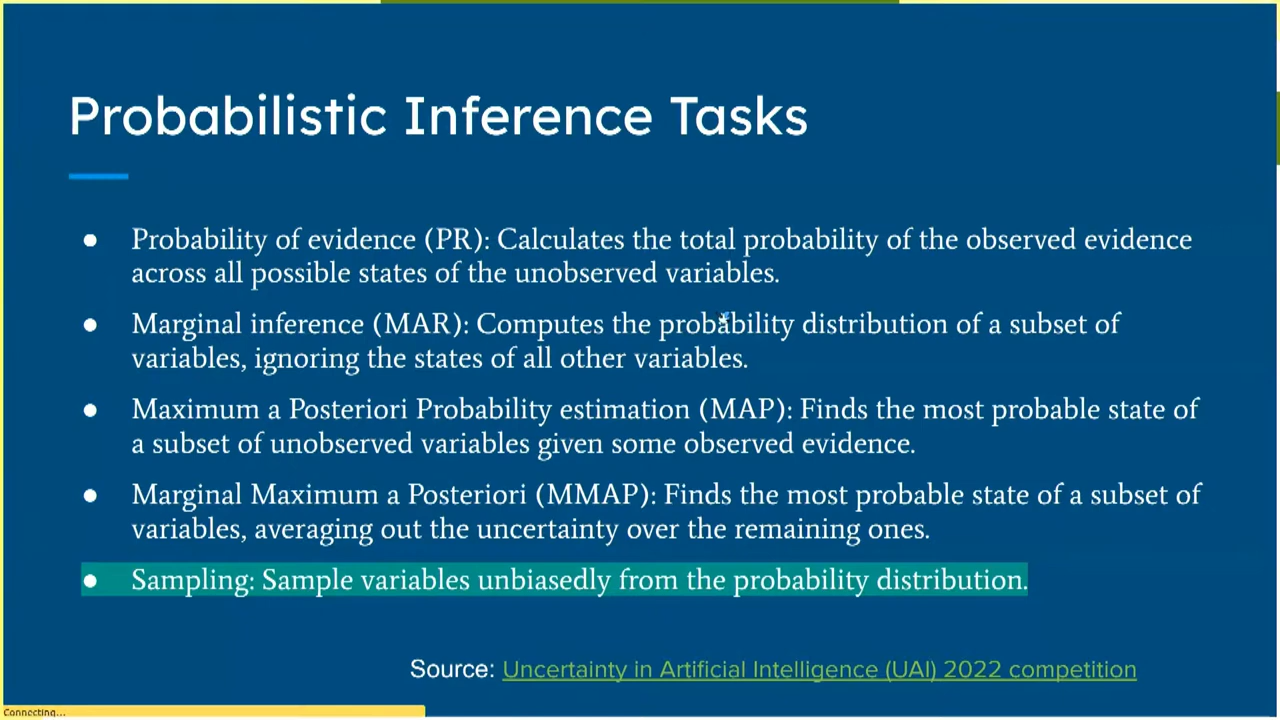 Probabilistic Inference Tasks
● Probability of evidence (PR): Calculates the total probability of the observed evidence
across all possible states of the unobserved variables.
● Marginal inference (MAR): Computes the probability distribution of a subset of
variables, ignoring the states of all other variables.
● Maximum a Posteriori Probability estimation (MAP): Finds the most probable state of
a subset of unobserved variables given some observed evidence.
● Marginal Maximum a Posteriori (MMAP): Finds the most probable state of a subset of
variables, averaging out the uncertainty over the remaining ones.
● Sampling: Sample variables unbiasedly from the probability distribution.
Source: Uncertainty in Artificial Intelligence (UAI) 2022 competition
Connecting...